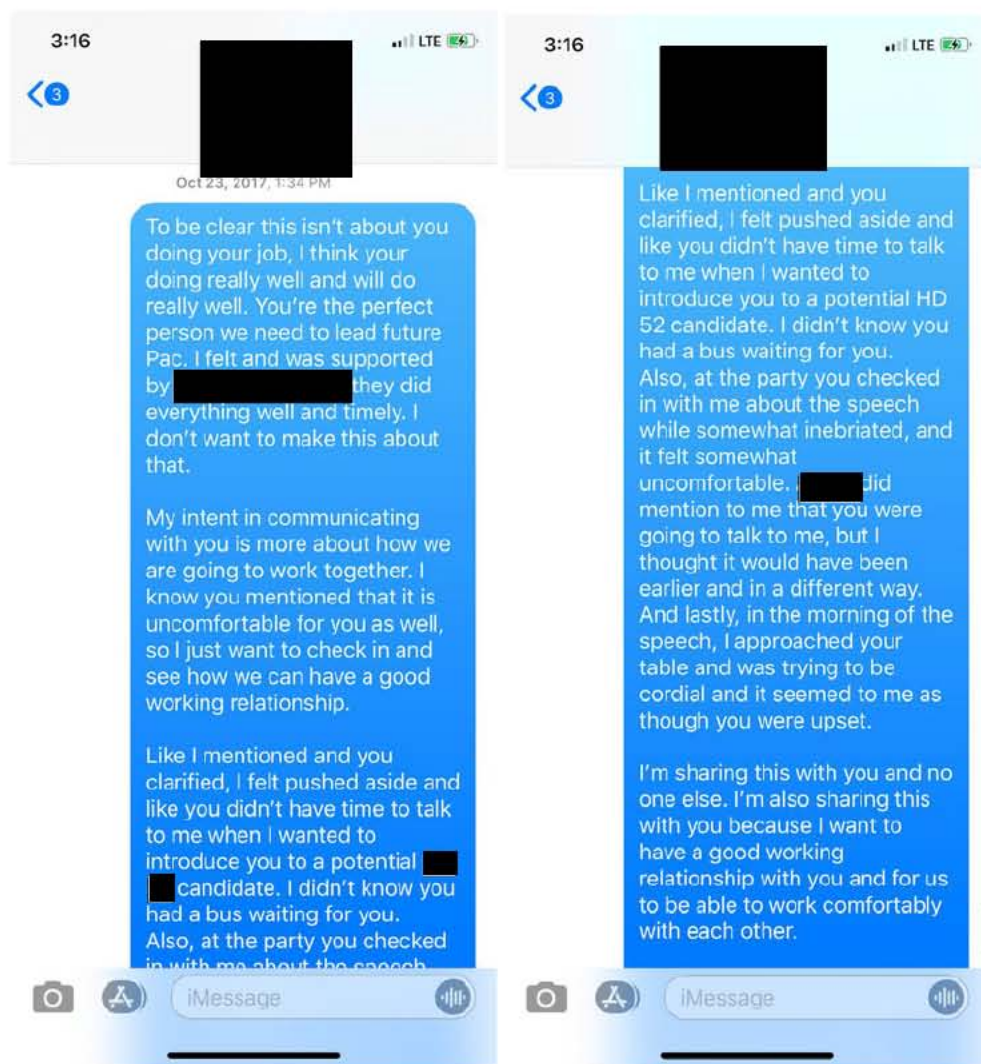 3:16
LTE
3
Oct 23, 2017, 1:34 PM
To be clear this isn't about you
doing your job, I think your
doing really well and will do
really well. You're the perfect
person we need to lead future
Pac. I felt and was supported
by they did
everything well and timely. I
don't want to make this about
that.
My intent in communicating
with you is more about how we
are going to work together. I
know you mentioned that it is
uncomfortable for you as well,
so I just want to check in and
see how we can have a good
working relationship.
Like I mentioned and you
clarified, I felt pushed aside and
like you didn't have time to talk
to me when I wanted to
introduce you to a potential
candidate. I didn't know you
had a bus waiting for you.
Also, at the party you checked
in with me about the speech
iMessage
3:16
LTE
3
Like I mentioned and you
clarified, I felt pushed aside and
like you didn't have time to talk
to me when I wanted to
introduce you to a potential HD
52 candidate. I didn't know you
had a bus waiting for you.
Also, at the party you checked
in with me about the speech
while somewhat inebriated, and
it felt somewhat
uncomfortable. did
mention to me that you were
going to talk to me, but I
thought it would have been
earlier and in a different way.
And lastly, in the morning of the
speech, I approached your
table and was trying to be
cordial and it seemed to me as
though you were upset.
I'm sharing this with you and no
one else. I'm also sharing this
with you because I want to
have a good working
relationship with you and for us
to be able to work comfortably
with each other.
iMessage